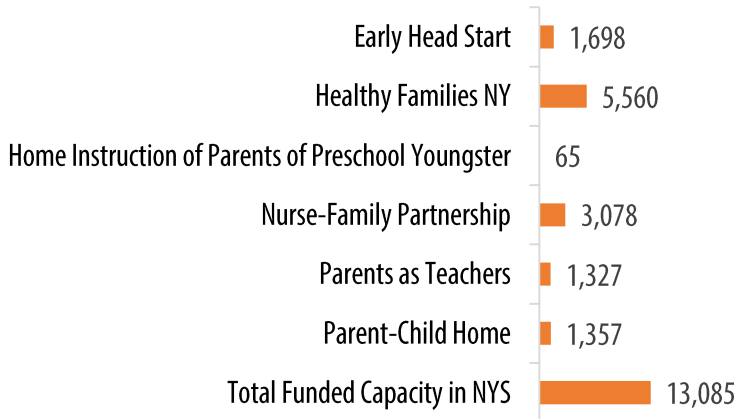 Early Head Start 1,698
Healthy Families NY 5,560
Home Instruction of Parents of Preschool Youngster 65
Nurse-Family Partnership 3,078
Parents as Teachers 1,327
Parent-Child Home 1,357
Total Funded Capacity in NYS 13,085